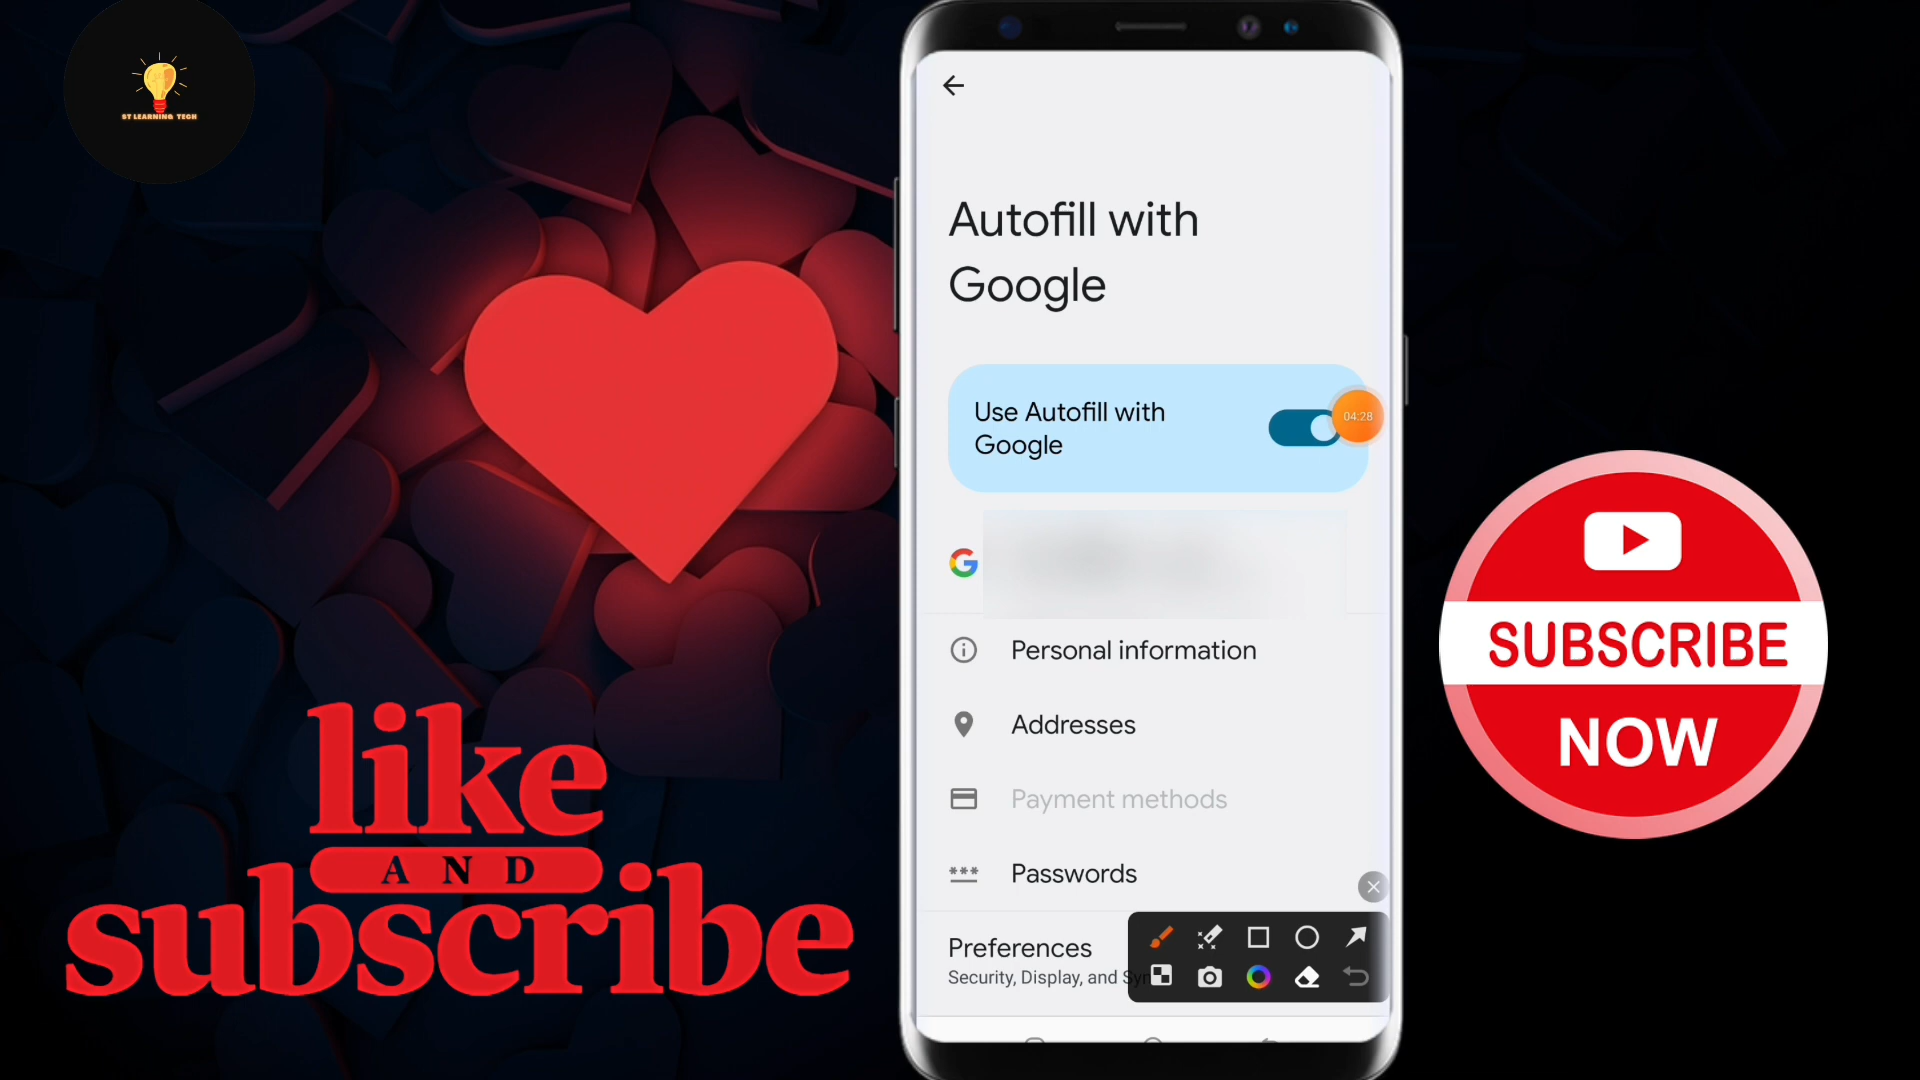 ST LEARNING TECH
like
AND
subscribe
Autofill with
Google
Use Autofill with
Google
04:28
Personal information
Addresses
Payment methods
Passwords
Preferences
Security, Display, and
SUBSCRIBE
NOW